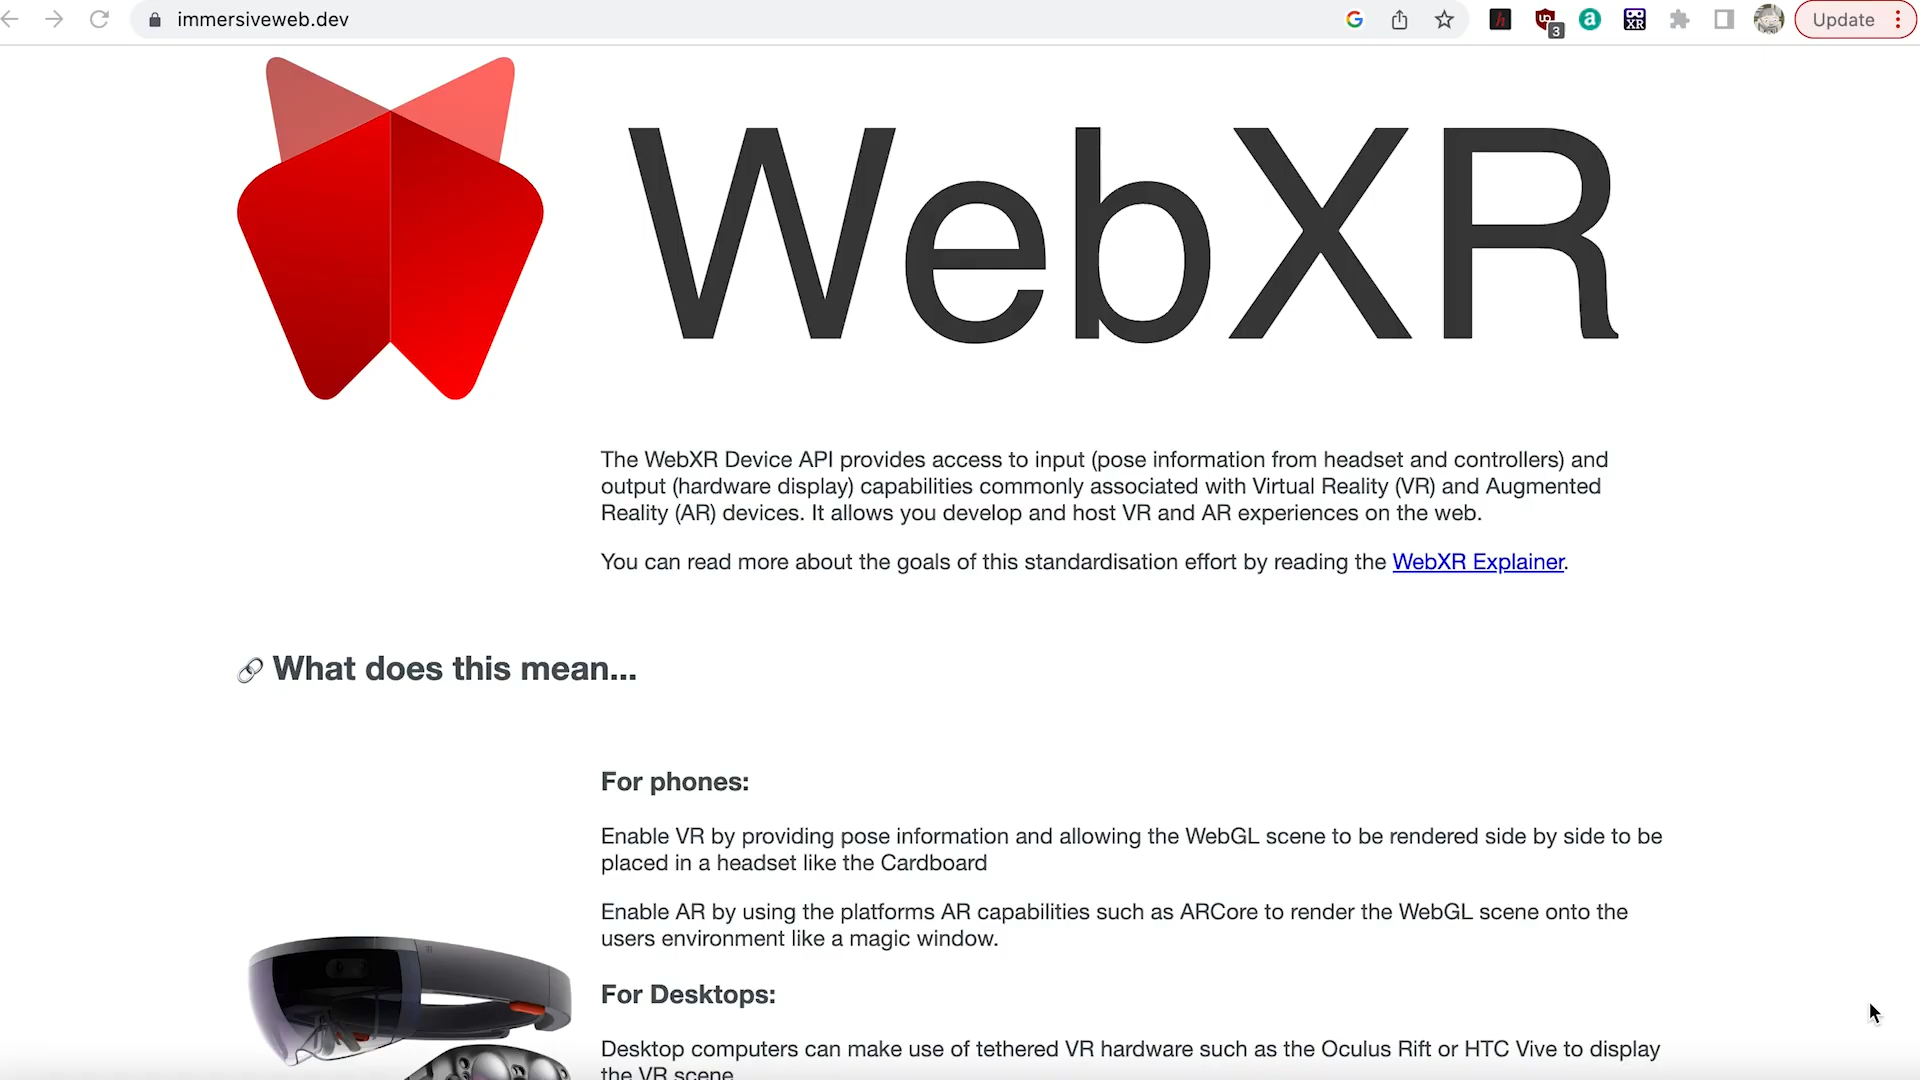 immersiveweb.dev
3
XR
Update
WebXR
The WebXR Device API provides access to input (pose information from headset and controllers) and
output (hardware display) capabilities commonly associated with Virtual Reality (VR) and Augmented
Reality (AR) devices. It allows you develop and host VR and AR experiences on the web.
You can read more about the goals of this standardisation effort by reading the WebXR Explainer.
What does this mean...
For phones:
Enable VR by providing pose information and allowing the WebGL scene to be rendered side by side to be
placed in a headset like the Cardboard
Enable AR by using the platforms AR capabilities such as ARCore to render the WebGL scene onto the
users environment like a magic window.
For Desktops:
Desktop computers can make use of tethered VR hardware such as the Oculus Rift or HTC Vive to display
the VR scene